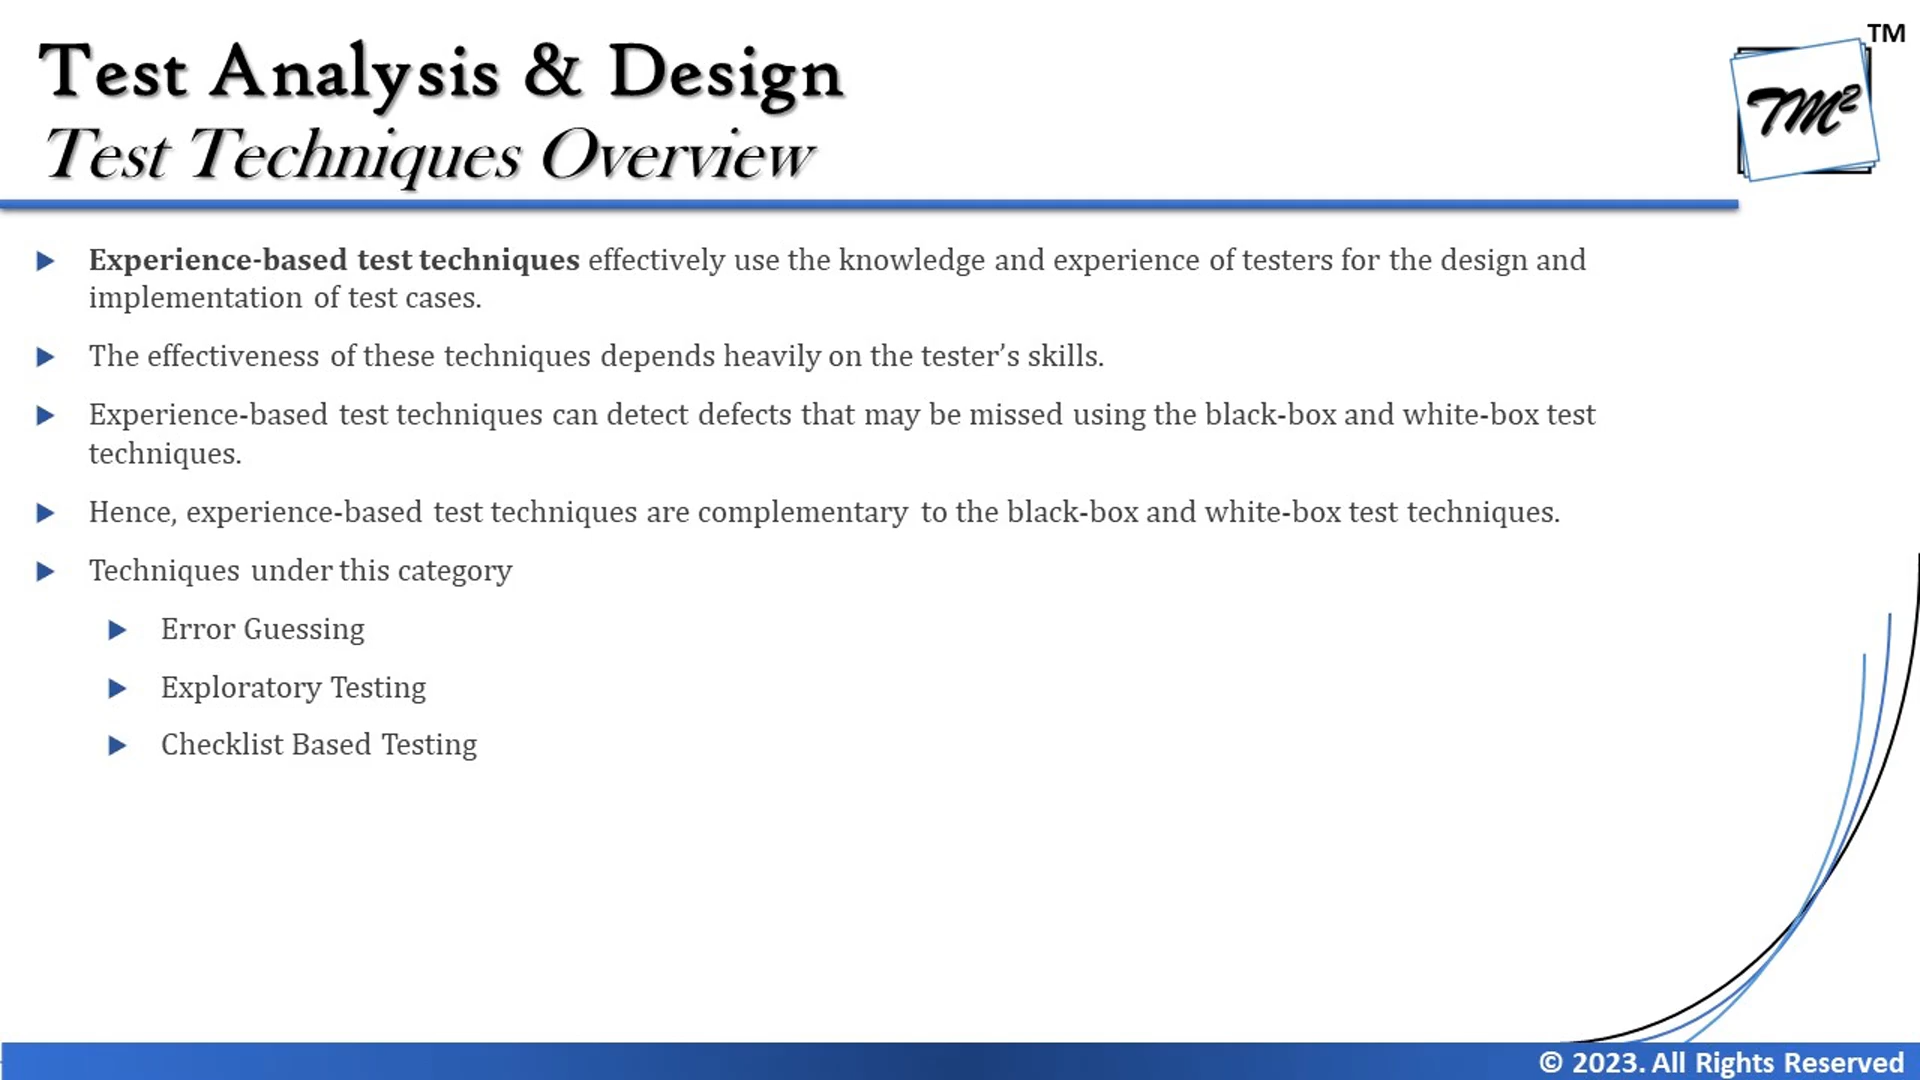 Test Analysis & Design
TM
Test Techniques Overview
TM²
Experience-based test techniques effectively use the knowledge and experience of testers for the design and
implementation of test cases.
The effectiveness of these techniques depends heavily on the tester’s skills.
Experience-based test techniques can detect defects that may be missed using the black-box and white-box test
techniques.
Hence, experience-based test techniques are complementary to the black-box and white-box test techniques.
Techniques under this category
Error Guessing
Exploratory Testing
Checklist Based Testing
© 2023. All Rights Reserved